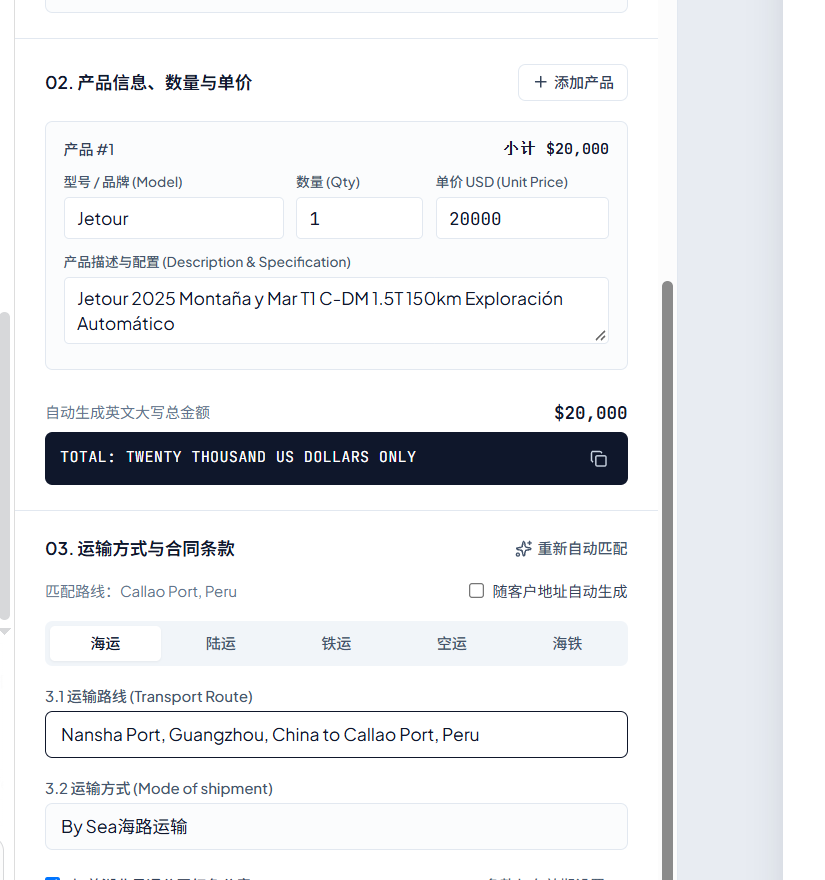 02. 产品信息、数量与单价
添加产品
产品 #1
小计 $20,000
型号 / 品牌 (Model)
数量 (Qty)
单价 USD (Unit Price)
Jetour
1
20000
产品描述与配置 (Description & Specification)
Jetour 2025 Montaña y Mar T1 C-DM 1.5T 150km Exploración
Automático
自动生成英文大写总金额
$20,000
TOTAL: TWENTY THOUSAND US DOLLARS ONLY
03. 运输方式与合同条款
重新自动匹配
匹配路线：Callao Port, Peru
随客户地址自动生成
海运
陆运
铁运
空运
海铁
3.1 运输路线 (Transport Route)
Nansha Port, Guangzhou, China to Callao Port, Peru
3.2 运输方式 (Mode of shipment)
By Sea海路运输